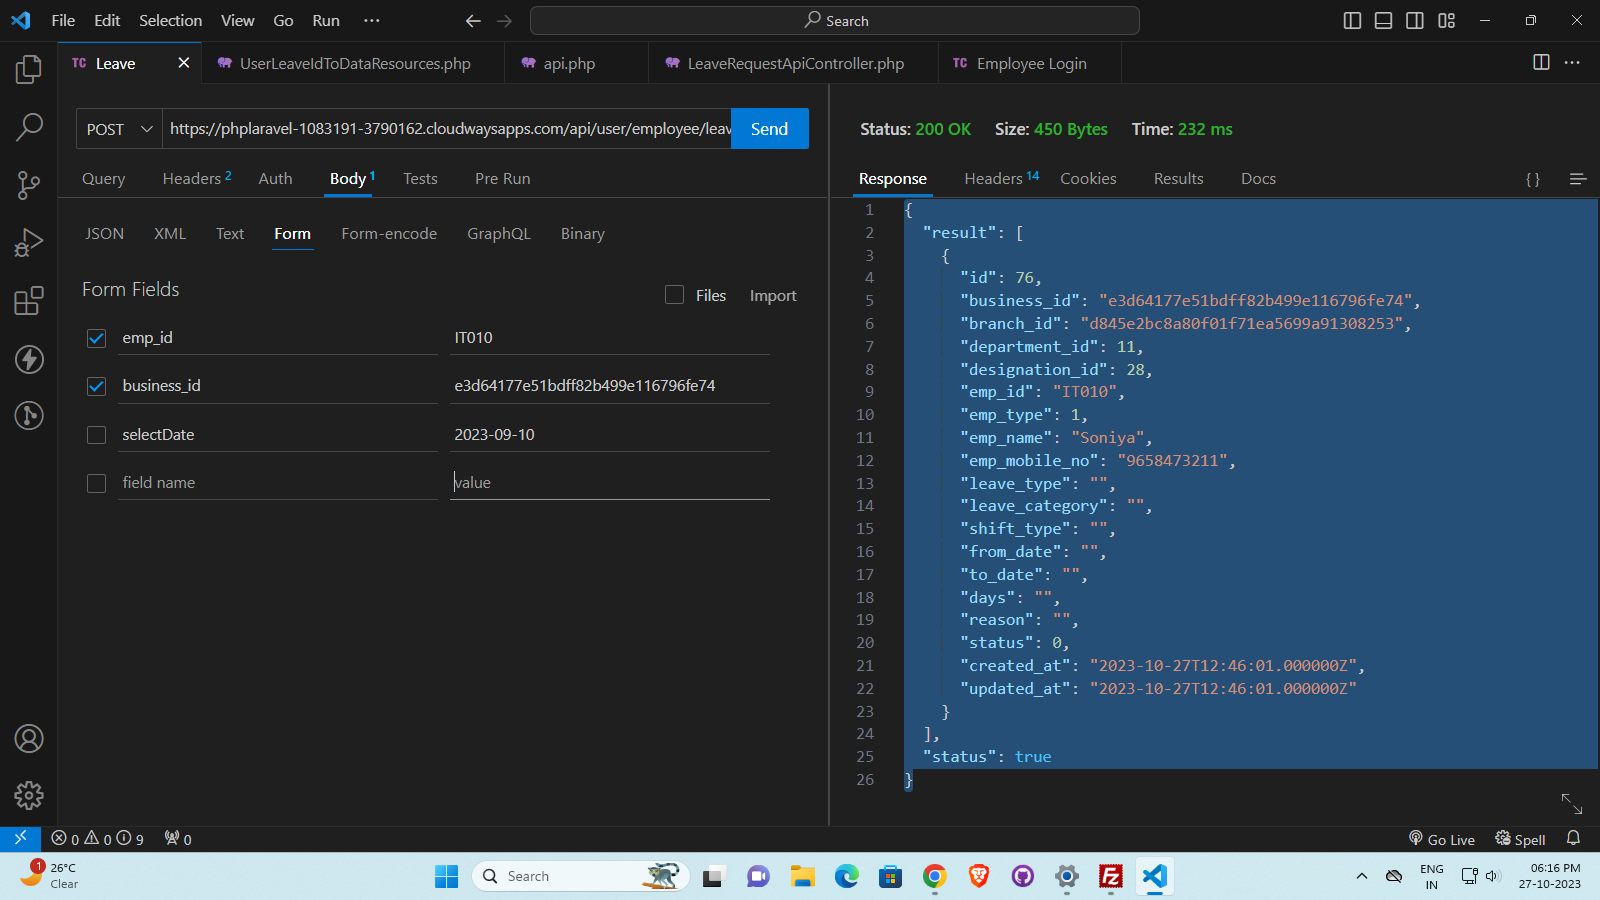 File Edit Selection View Go Run ··· Search
TC Leave UserLeaveIdToDataResources.php api.php LeaveRequestApiController.php TC Employee Login
POST https://phplaravel-1083191-3790162.cloudwaysapps.com/api/user/employee/leav Send
Status: 200 OK Size: 450 Bytes Time: 232 ms
Query Headers 2 Auth Body 1 Tests Pre Run
Response Headers 14 Cookies Results Docs { }
JSON XML Text Form Form-encode GraphQL Binary
Form Fields
Files Import
emp_id IT010
business_id e3d64177e51bdff82b499e116796fe74
selectDate 2023-09-10
field name value
1 {
2 "result": [
3 {
4 "id": 76,
5 "business_id": "e3d64177e51bdff82b499e116796fe74",
6 "branch_id": "d845e2bc8a80f01f71ea5699a91308253",
7 "department_id": 11,
8 "designation_id": 28,
9 "emp_id": "IT010",
10 "emp_type": 1,
11 "emp_name": "Soniya",
12 "emp_mobile_no": "9658473211",
13 "leave_type": "",
14 "leave_category": "",
15 "shift_type": "",
16 "from_date": "",
17 "to_date": "",
18 "days": "",
19 "reason": "",
20 "status": 0,
21 "created_at": "2023-10-27T12:46:01.000000Z",
22 "updated_at": "2023-10-27T12:46:01.000000Z"
23 }
24 ],
25 "status": true
26 }
0 0 9 0 Go Live Spell
1 26°C
Clear
Search
ENG
IN
06:16 PM
27-10-2023